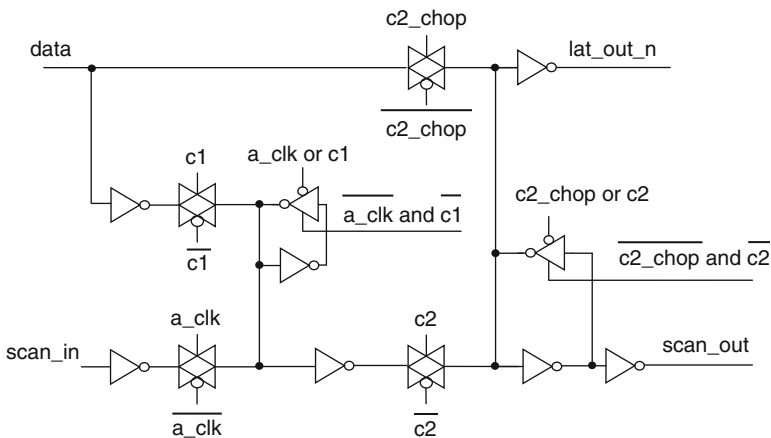 c2_chop
data
lat_out_n
c2_chop
c1
a_clk or c1
a_clk and c1
c2_chop or c2
c1
c2_chop and c2
a_clk
c2
scan_in
scan_out
a_clk
c2